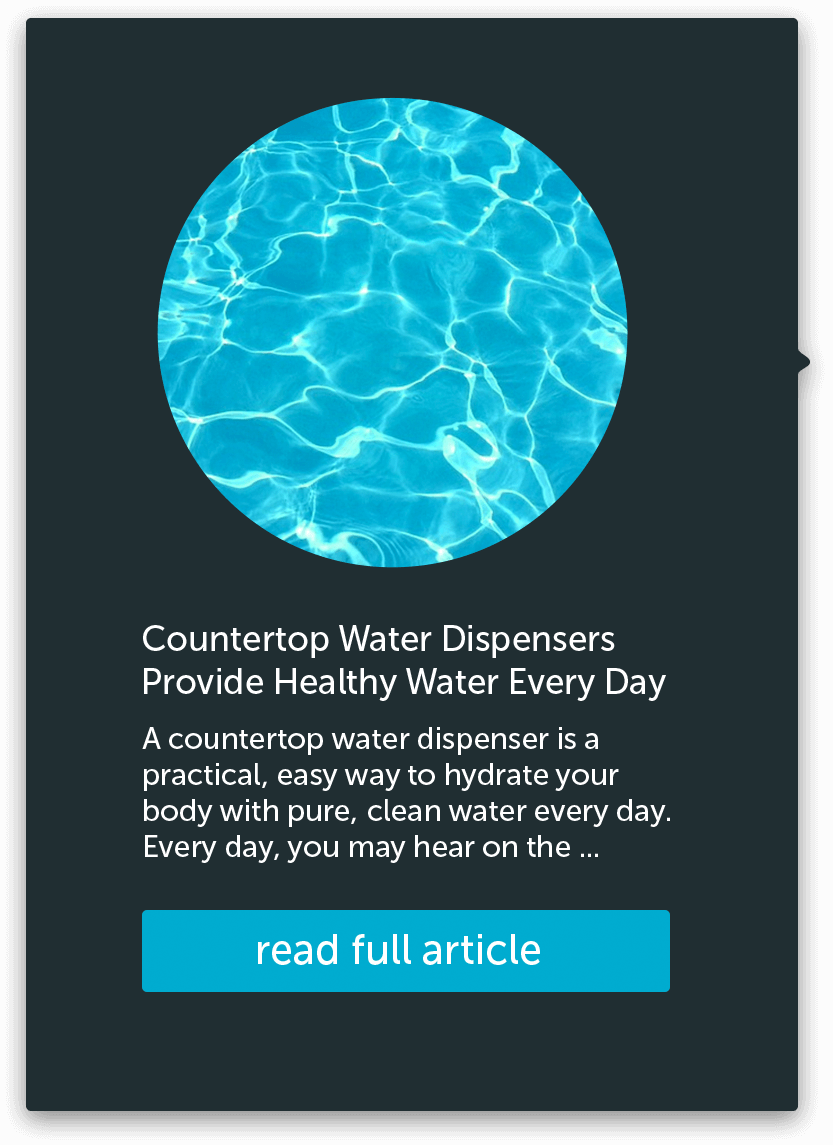 Countertop Water Dispensers
Provide Healthy Water Every Day
A countertop water dispenser is a
practical, easy way to hydrate your
body with pure, clean water every day.
Every day, you may hear on the ...
read full article